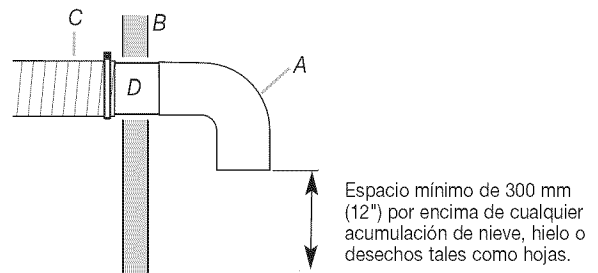 C
B
A
D
Espacio mínimo de 300 mm
(12") por encima de cualquier
acumulación de nieve, hielo o
desechos tales como hojas.